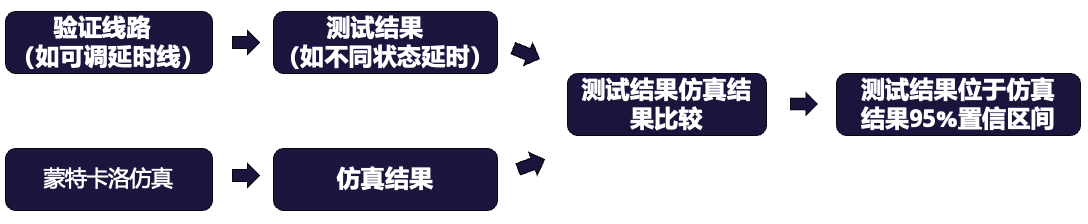 验证线路
（如可调延时线）
测试结果
（如不同状态延时）
蒙特卡洛仿真
仿真结果
测试结果仿真结
果比较
测试结果位于仿真
结果95%置信区间